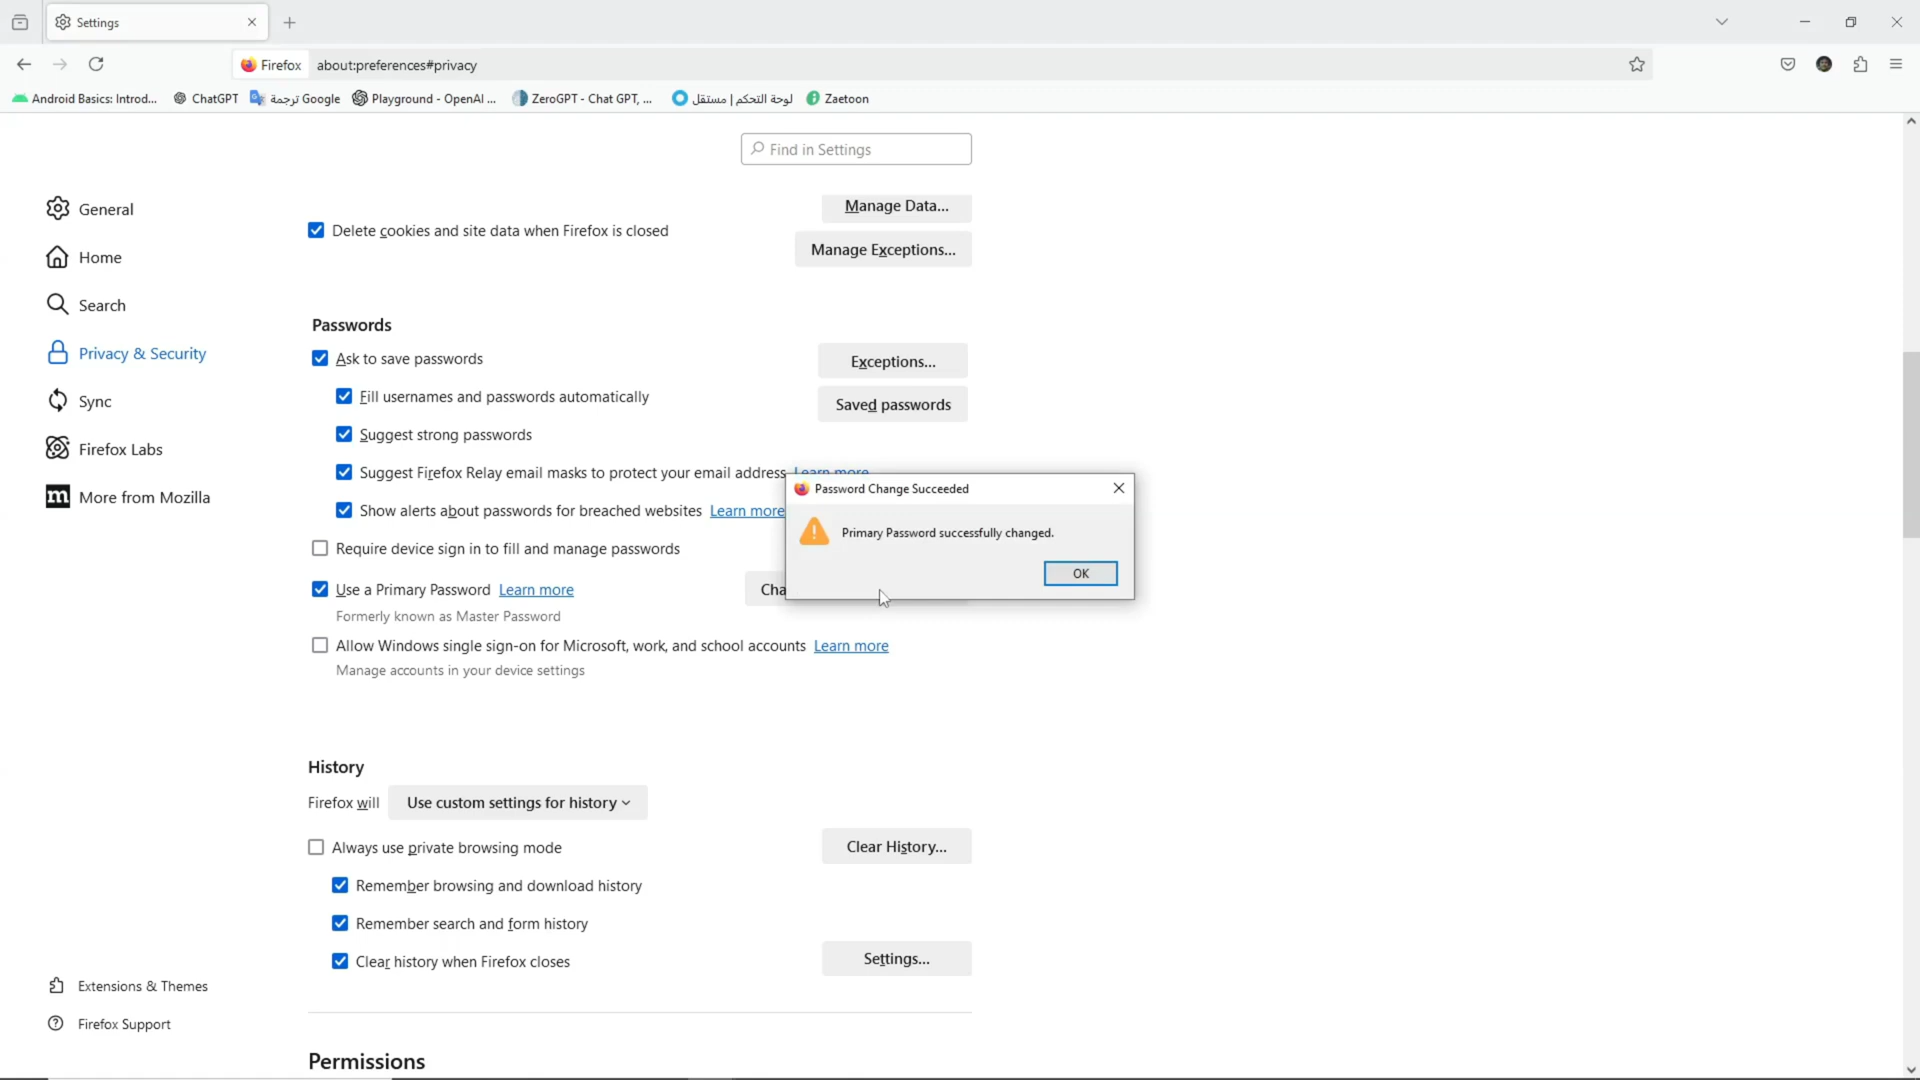 Settings
Firefox
about:preferences#privacy
Android Basics: Introd...
ChatGPT
ترجمة Google
Playground - OpenAI ...
ZeroGPT - Chat GPT, ...
لوحة التحكم | مستقل
Zaetoon
Find in Settings
General
Home
Search
Privacy & Security
Sync
Firefox Labs
More from Mozilla
Extensions & Themes
Firefox Support
Manage Data...
Delete cookies and site data when Firefox is closed
Manage Exceptions...
Passwords
Ask to save passwords
Exceptions...
Fill usernames and passwords automatically
Saved passwords
Suggest strong passwords
Suggest Firefox Relay email masks to protect your email address Learn more
Show alerts about passwords for breached websites Learn more
Require device sign in to fill and manage passwords
Use a Primary Password Learn more
Cha
Formerly known as Master Password
Allow Windows single sign-on for Microsoft, work, and school accounts Learn more
Manage accounts in your device settings
Password Change Succeeded
Primary Password successfully changed.
OK
History
Firefox will Use custom settings for history
Always use private browsing mode
Clear History...
Remember browsing and download history
Remember search and form history
Clear history when Firefox closes
Settings...
Permissions